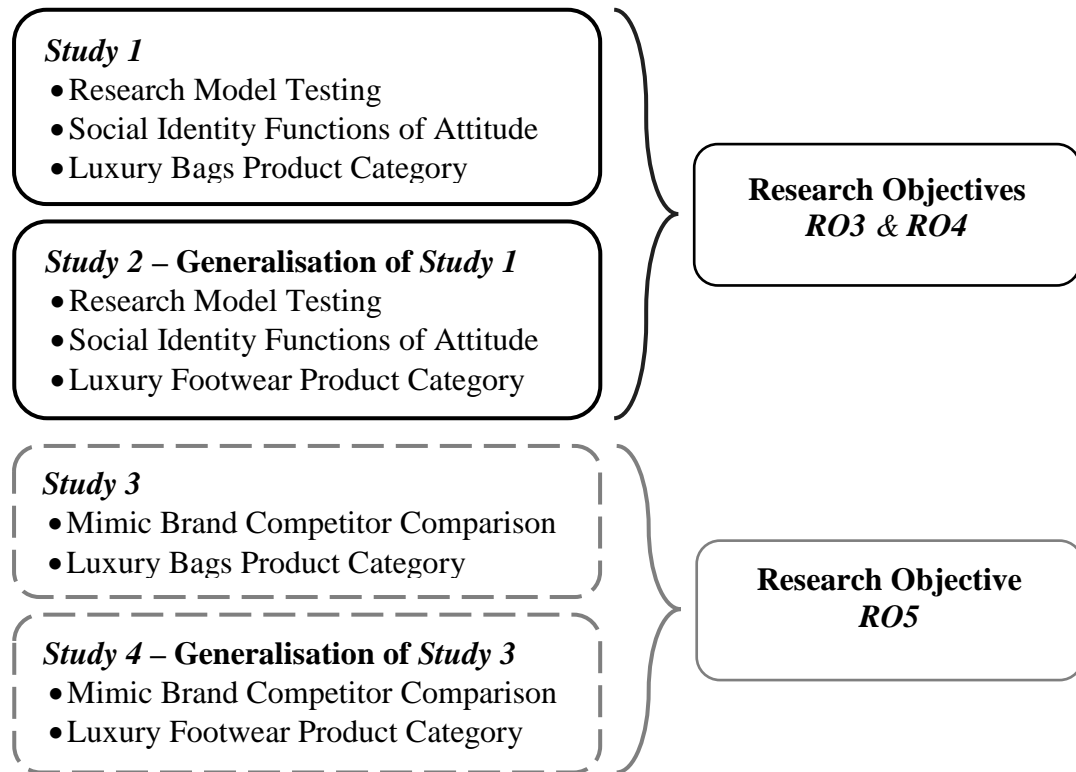 Study 1
•Research Model Testing
•Social Identity Functions of Attitude
•Luxury Bags Product Category
Study 2 – Generalisation of Study 1
•Research Model Testing
•Social Identity Functions of Attitude
•Luxury Footwear Product Category
Research Objectives
RO3 & RO4
Study 3
•Mimic Brand Competitor Comparison
•Luxury Bags Product Category
Study 4 – Generalisation of Study 3
•Mimic Brand Competitor Comparison
•Luxury Footwear Product Category
Research Objective
RO5